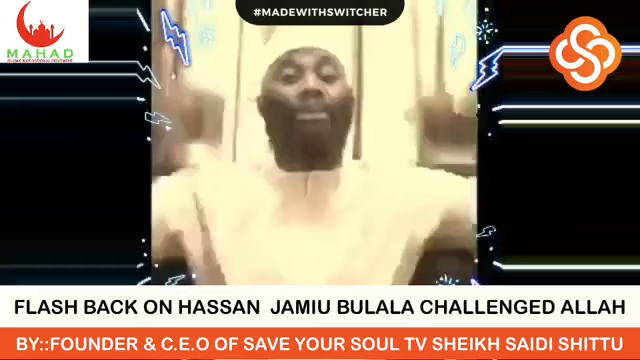 #MADEWITHSWITCHER
MAHAD
FLASH BACK ON HASSAN JAMIU BULALA CHALLENGED ALLAH
BY::FOUNDER & C.E.O OF SAVE YOUR SOUL TV SHEIKH SAIDI SHITTU